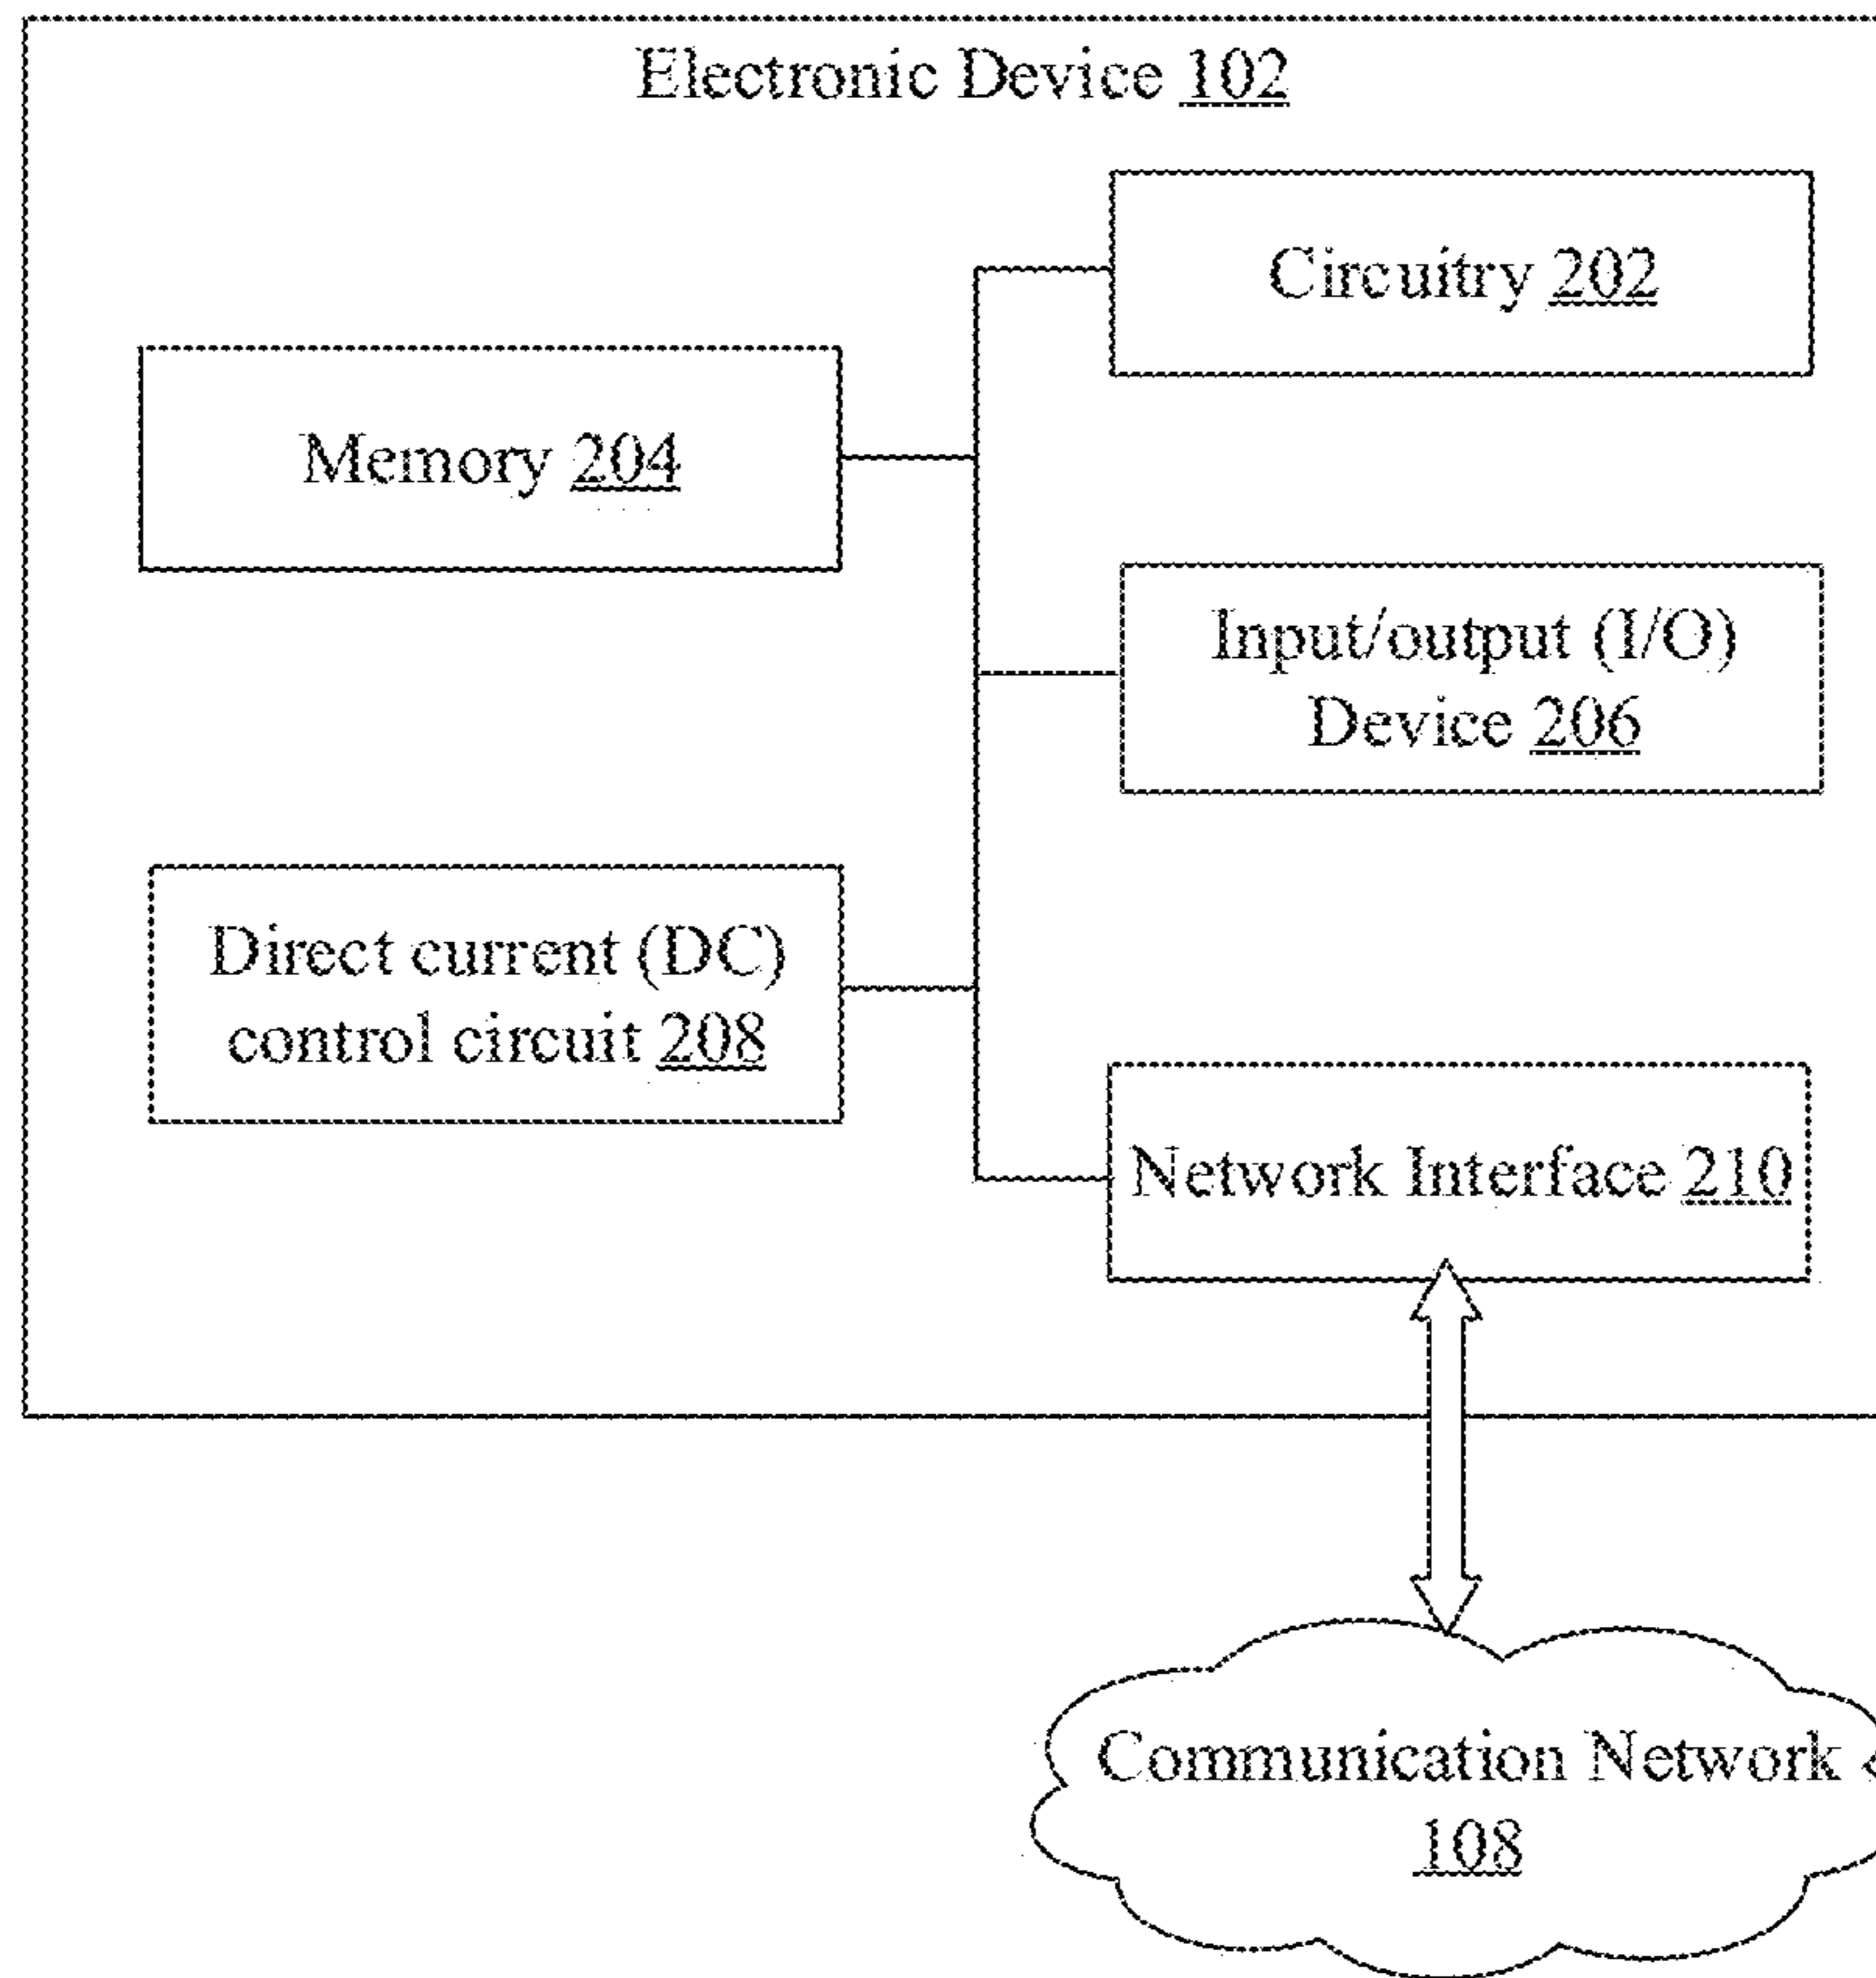 Electronic Device 102
Circuitry 202
Memory 204
Input/output (I/O)
Device 206
Direct current (DC)
control circuit 208
Network Interface 210
Communication Network
108